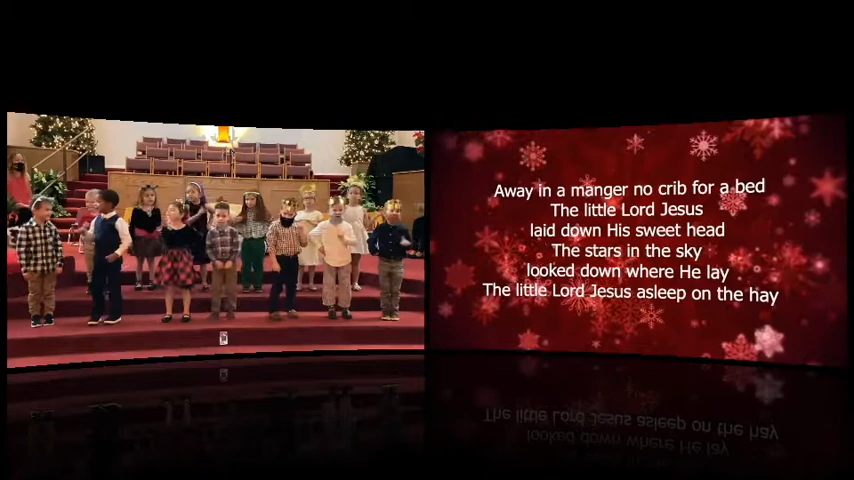 Away in a manger no crib for a bed
The little Lord Jesus
laid down His sweet head
The stars in the sky
looked down where He lay
The little Lord Jesus asleep on the hay